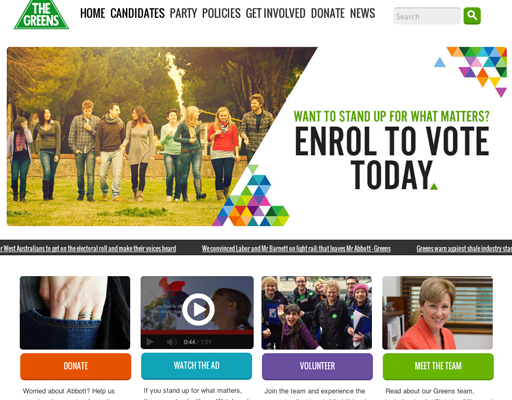 THE
GREENS
HOME CANDIDATES PARTY POLICIES GET INVOLVED DONATE NEWS
Search
WANT TO STAND UP FOR WHAT MATTERS?
ENROL TO VOTE
TODAY
West Australians to get on the electoral roll and make their voices heard We convinced Labor and Mr Barnett on light rail that leaves Mr Abbott - Greens Greens warn against shale industry
0:44 / 1:01
DONATE WATCH THE AD VOLUNTEER MEET THE TEAM
Worried about Abbott? Help us
If you stand up for what matters,
Join the team and experience the
Read about our Greens team,